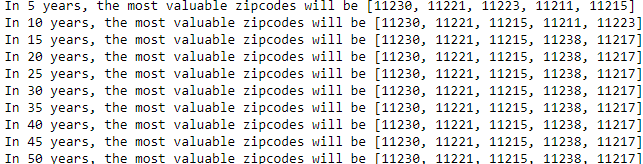 In 5 years, the most valuable zipcodes will be [11230, 11221, 11223, 11211, 11215]
In 10 years, the most valuable zipcodes will be [11230, 11221, 11215, 11211, 11223]
In 15 years, the most valuable zipcodes will be [11230, 11221, 11215, 11238, 11217]
In 20 years, the most valuable zipcodes will be [11230, 11221, 11215, 11238, 11217]
In 25 years, the most valuable zipcodes will be [11230, 11221, 11215, 11238, 11217]
In 30 years, the most valuable zipcodes will be [11230, 11221, 11215, 11238, 11217]
In 35 years, the most valuable zipcodes will be [11230, 11221, 11215, 11238, 11217]
In 40 years, the most valuable zipcodes will be [11230, 11221, 11215, 11238, 11217]
In 45 years, the most valuable zipcodes will be [11230, 11221, 11215, 11238, 11217]
In 50 years, the most valuable zipcodes will be [11230, 11221, 11215, 11238, 11217]